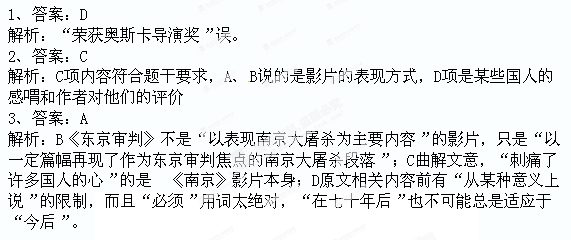 1、答案：D
解析：“荣获奥斯卡导演奖”误。
2、答案：C
解析：C项内容符合题干要求，A、B说的是影片的表现方式，D项是某些国人的
感唱和作者对他们的评价
3、答案：A
解析：B《东京审判》不是“以表现南京大屠杀为主要内容”的影片，只是“以
一定篇幅再现了作为东京审判焦点的南京大屠杀段落”；C曲解文意，“刺痛了
许多国人的心”的是 《南京》影片本身；D原文相关内容前有“从某种意义上
说”的限制，而且“必须”用词太绝对，“在七十年后”也不可能总是适应于
“今后”。